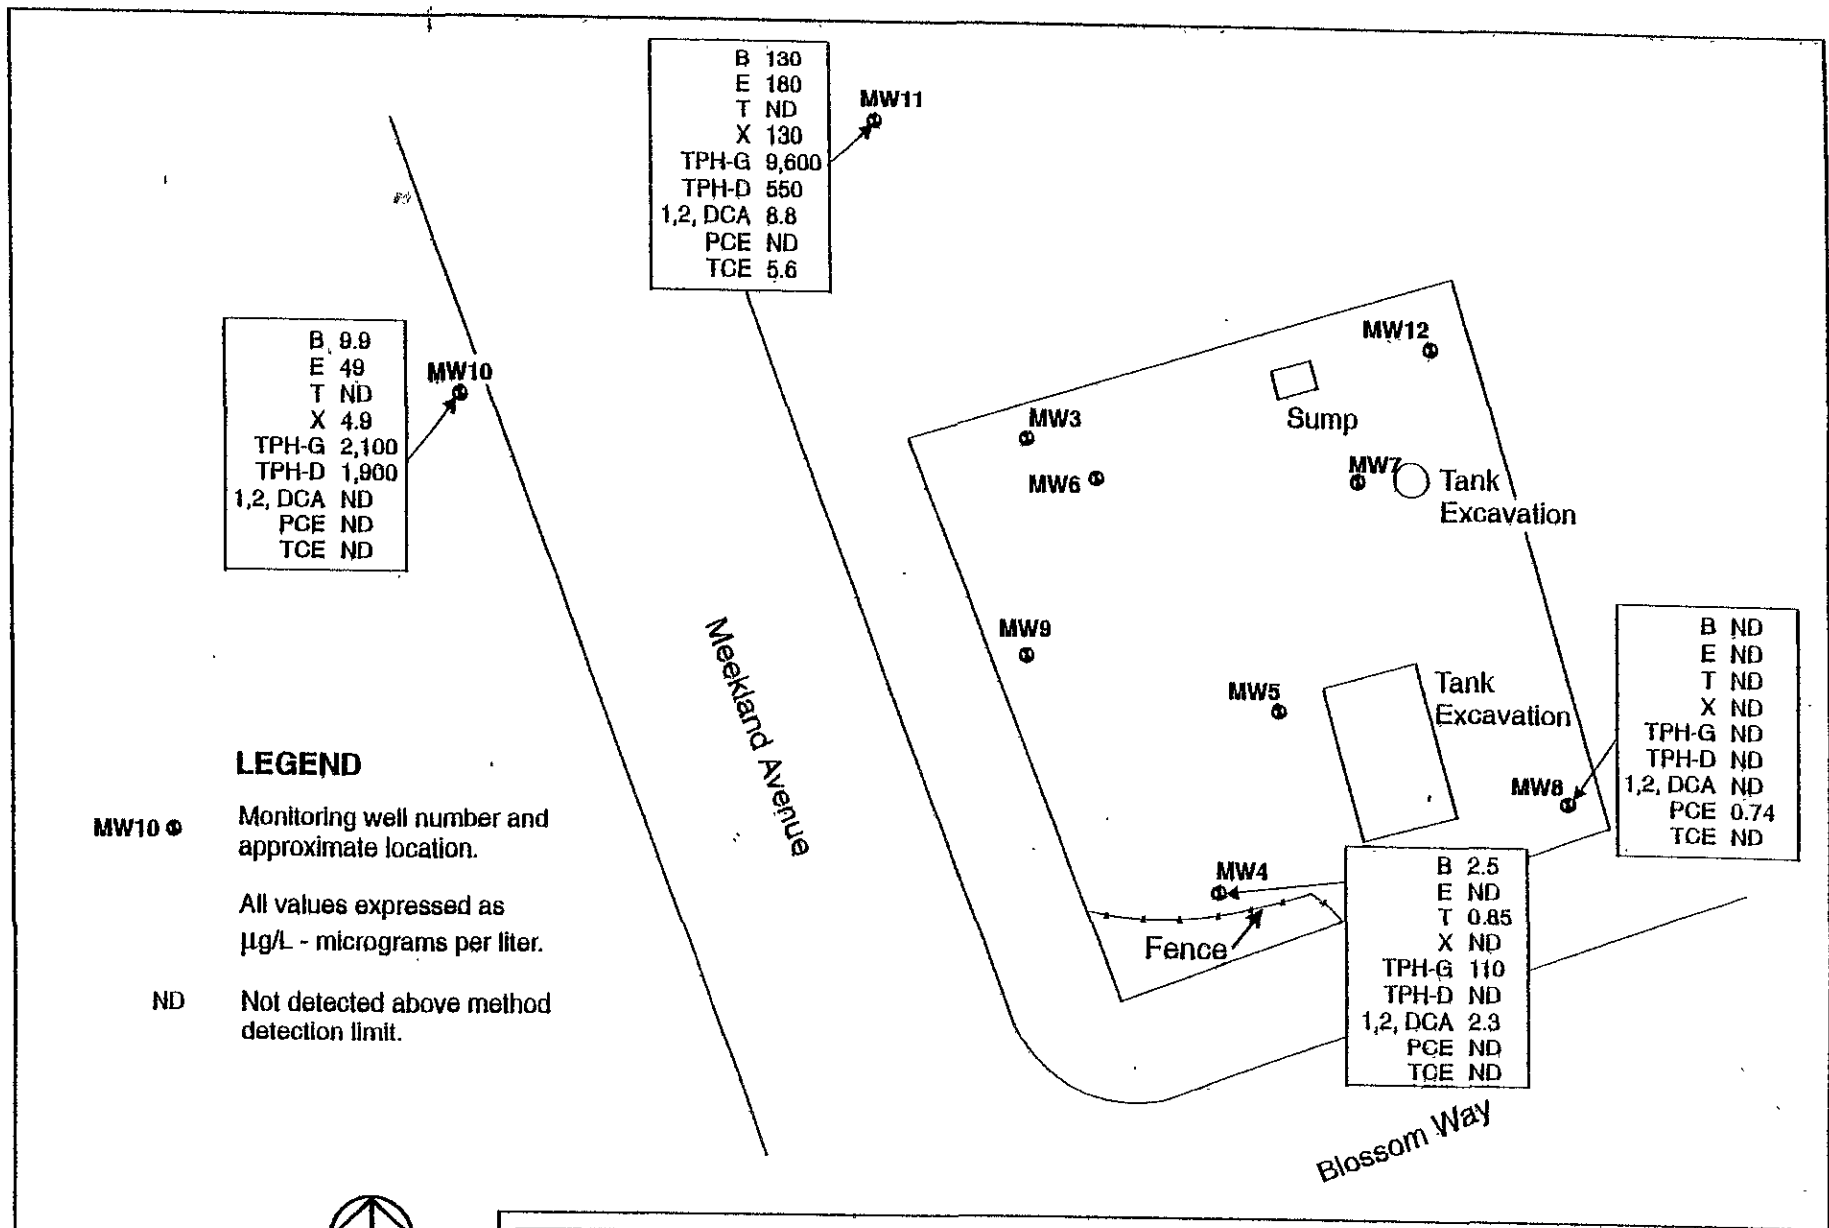 B 130
E 180
T ND
X 130
TPH-G 9,600
TPH-D 550
1,2, DCA 8.8
PCE ND
TCE 5.6
MW11
B 9.9
E 49
T ND
X 4.9
TPH-G 2,100
TPH-D 1,900
1,2, DCA ND
PCE ND
TCE ND
MW10
MW12
Sump
MW3
MW6
MW7
Tank
Excavation
MW9
MW5
Tank
Excavation
MW8
B ND
E ND
T ND
X ND
TPH-G ND
TPH-D ND
1,2, DCA ND
PCE 0.74
TCE ND
MW4
Fence
B 2.5
E ND
T 0.85
X ND
TPH-G 110
TPH-D ND
1,2, DCA 2.3
PCE ND
TCE ND
Meekland Avenue
Blossom Way
LEGEND
MW10 Monitoring well number and
approximate location.
All values expressed as
µg/L - micrograms per liter.
ND Not detected above method
detection limit.